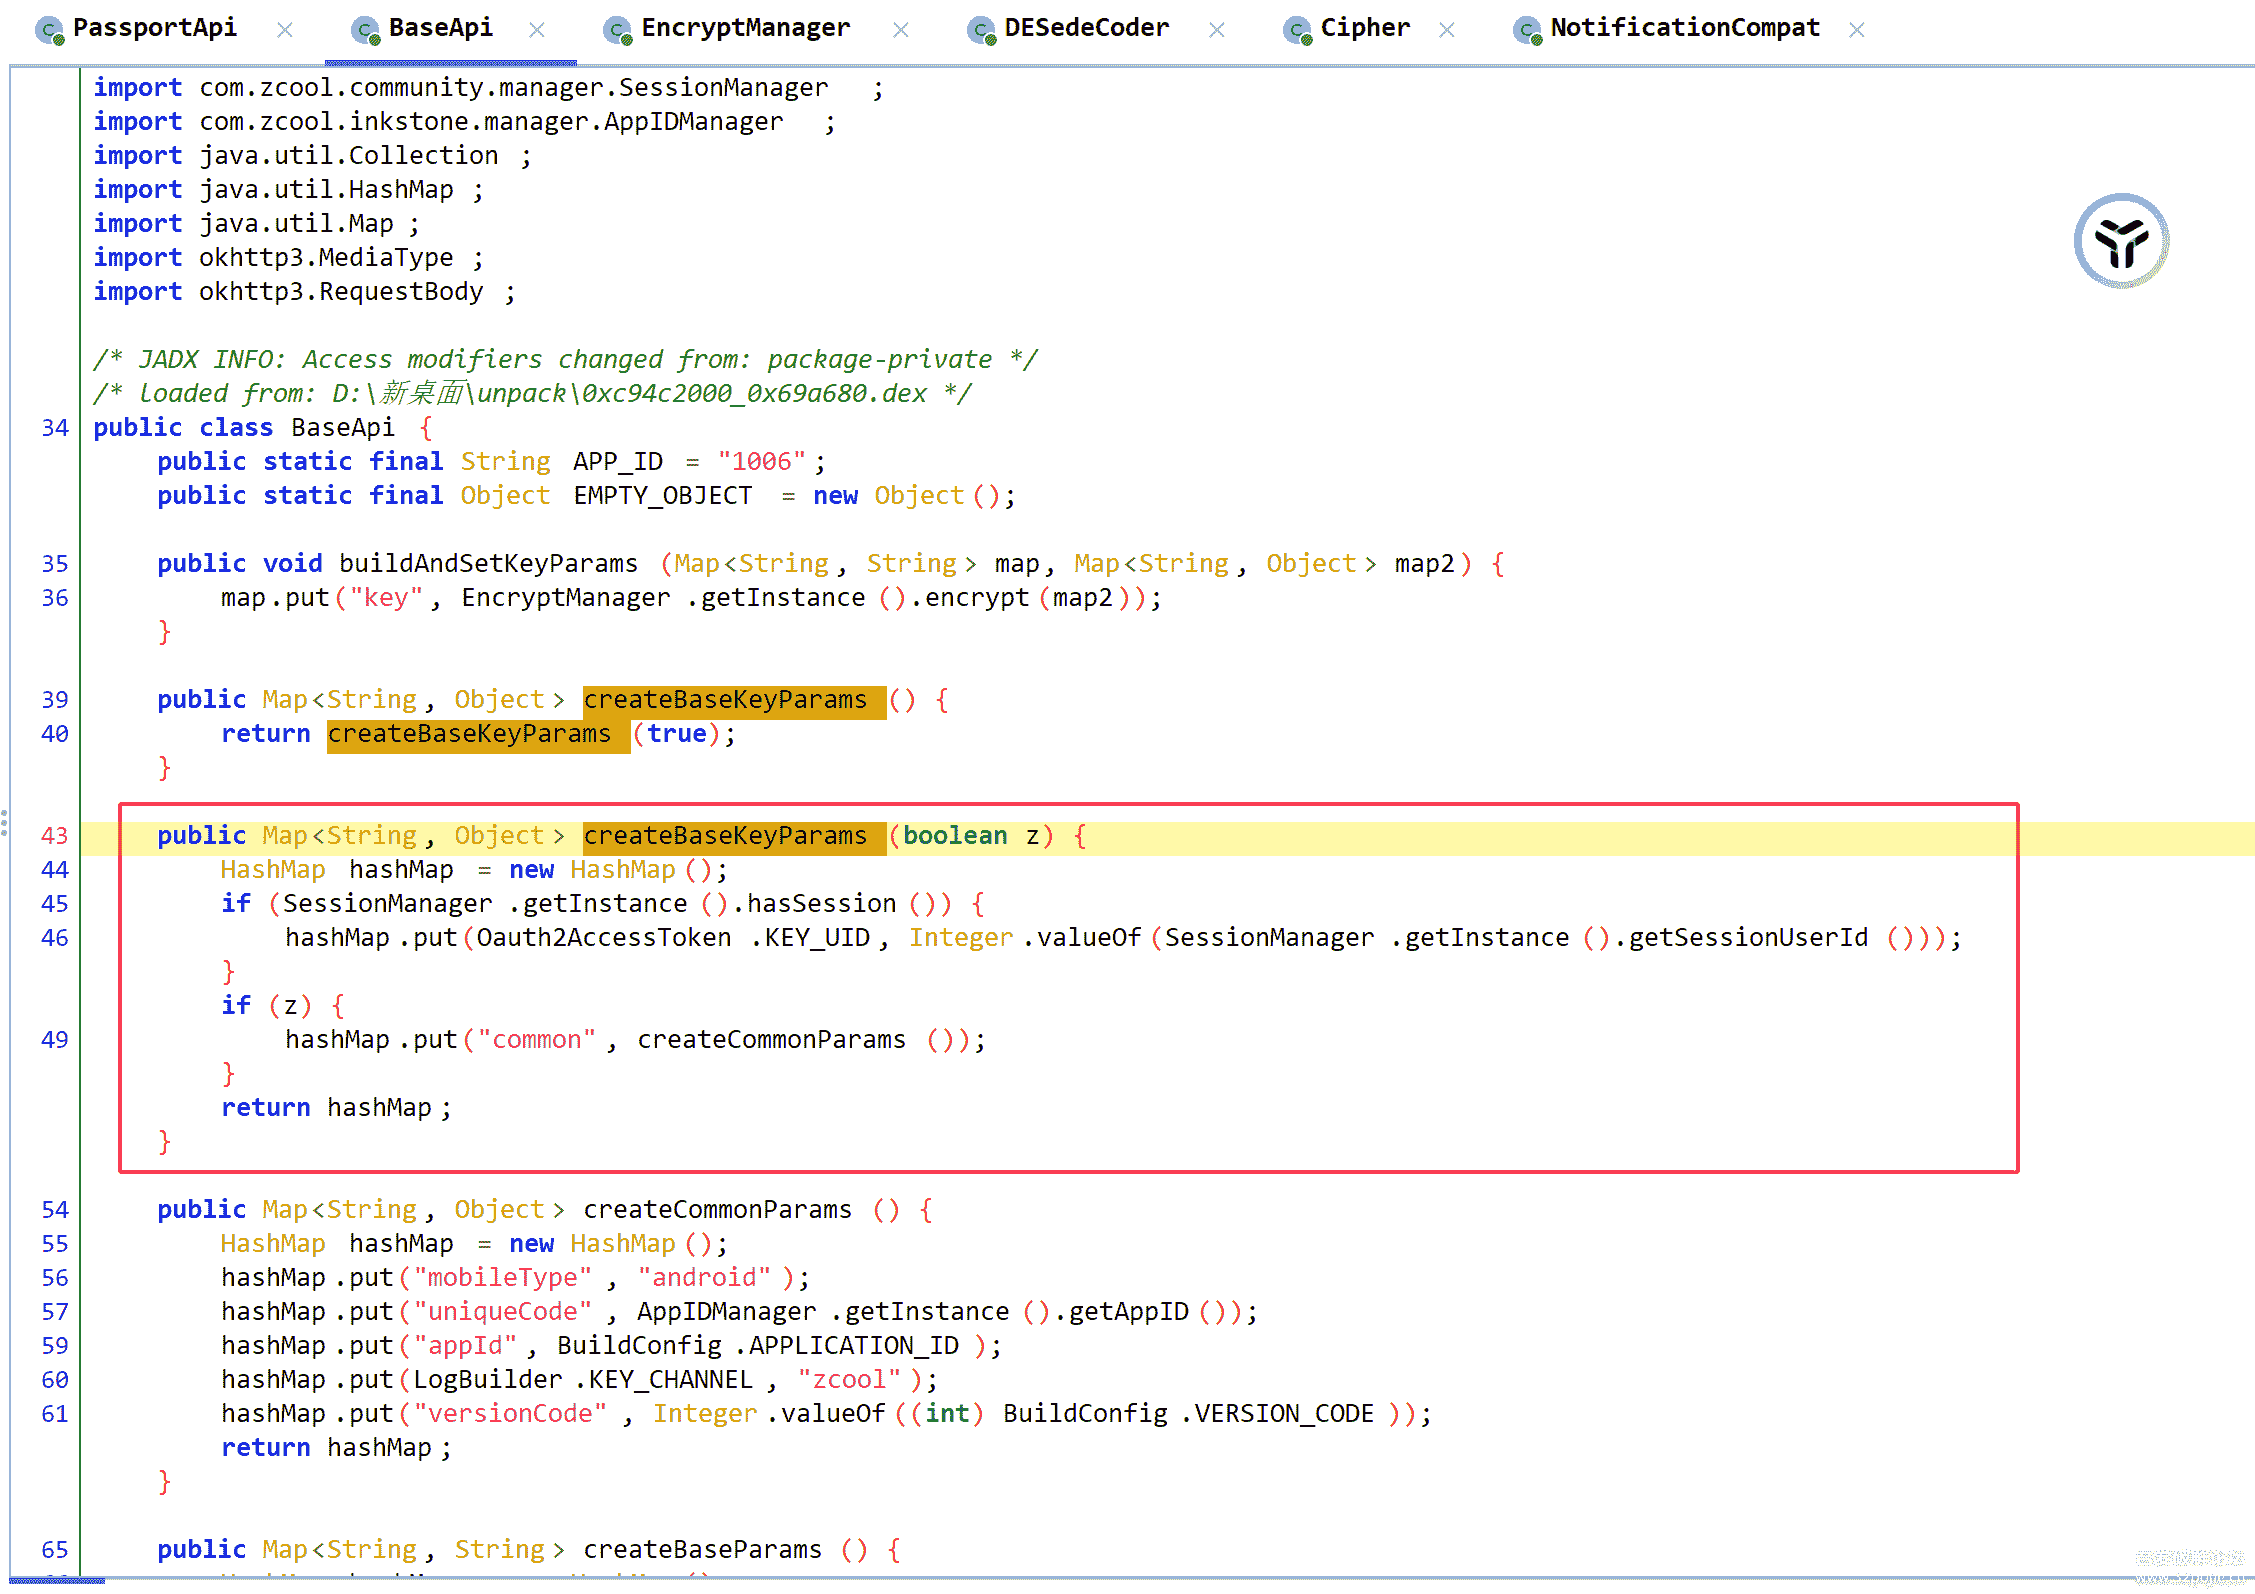 PassportApi BaseApi EncryptManager DESedeCoder Cipher NotificationCompat
import com.zcool.community.manager.SessionManager ;
import com.zcool.inkstone.manager.AppIDManager ;
import java.util.Collection ;
import java.util.HashMap ;
import java.util.Map ;
import okhttp3.MediaType ;
import okhttp3.RequestBody ;
/* JADX INFO: Access modifiers changed from: package-private */
/* loaded from: D:\新桌面\unpack\0xc94c2000_0x69a680.dex */
34 public class BaseApi {
public static final String APP_ID = "1006";
public static final Object EMPTY_OBJECT = new Object();
35 public void buildAndSetKeyParams (Map<String, String> map, Map<String, Object> map2) {
36 map.put("key", EncryptManager .getInstance ().encrypt(map2));
}
39 public Map<String, Object> createBaseKeyParams () {
40 return createBaseKeyParams (true);
}
43 public Map<String, Object> createBaseKeyParams (boolean z) {
44 HashMap hashMap = new HashMap();
45 if (SessionManager .getInstance ().hasSession ()) {
46 hashMap.put(Oauth2AccessToken .KEY_UID, Integer.valueOf(SessionManager .getInstance ().getSessionUserId ()));
}
if (z) {
49 hashMap.put("common", createCommonParams ());
}
return hashMap;
}
54 public Map<String, Object> createCommonParams () {
55 HashMap hashMap = new HashMap();
56 hashMap.put("mobileType" , "android" );
57 hashMap.put("uniqueCode" , AppIDManager .getInstance ().getAppID());
59 hashMap.put("appId", BuildConfig .APPLICATION_ID );
60 hashMap.put(LogBuilder .KEY_CHANNEL , "zcool");
61 hashMap.put("versionCode" , Integer.valueOf((int) BuildConfig .VERSION_CODE ));
return hashMap;
}
65 public Map<String, String> createBaseParams () {